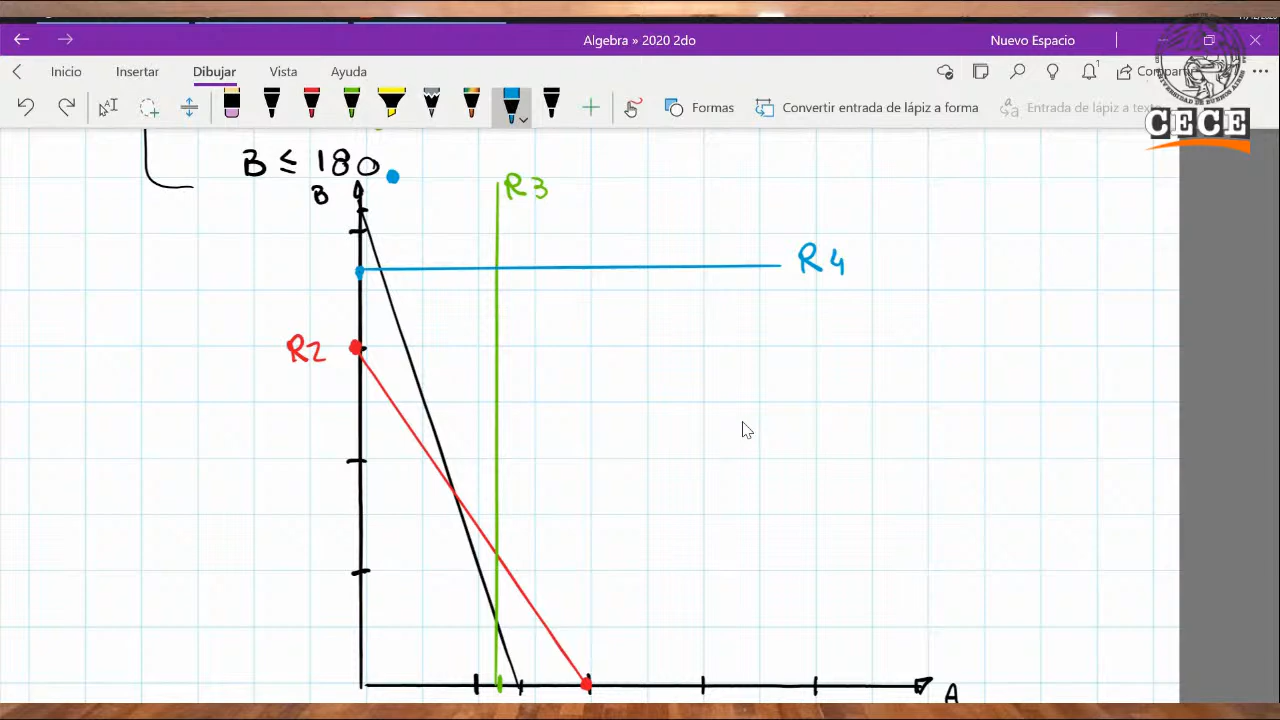 Algebra » 2020 2do
Nuevo Espacio
Inicio
Insertar
Dibujar
Vista
Ayuda
Formas
Convertir entrada de lápiz a forma
CECE
B ≤ 180
B
R3
R4
R2
A